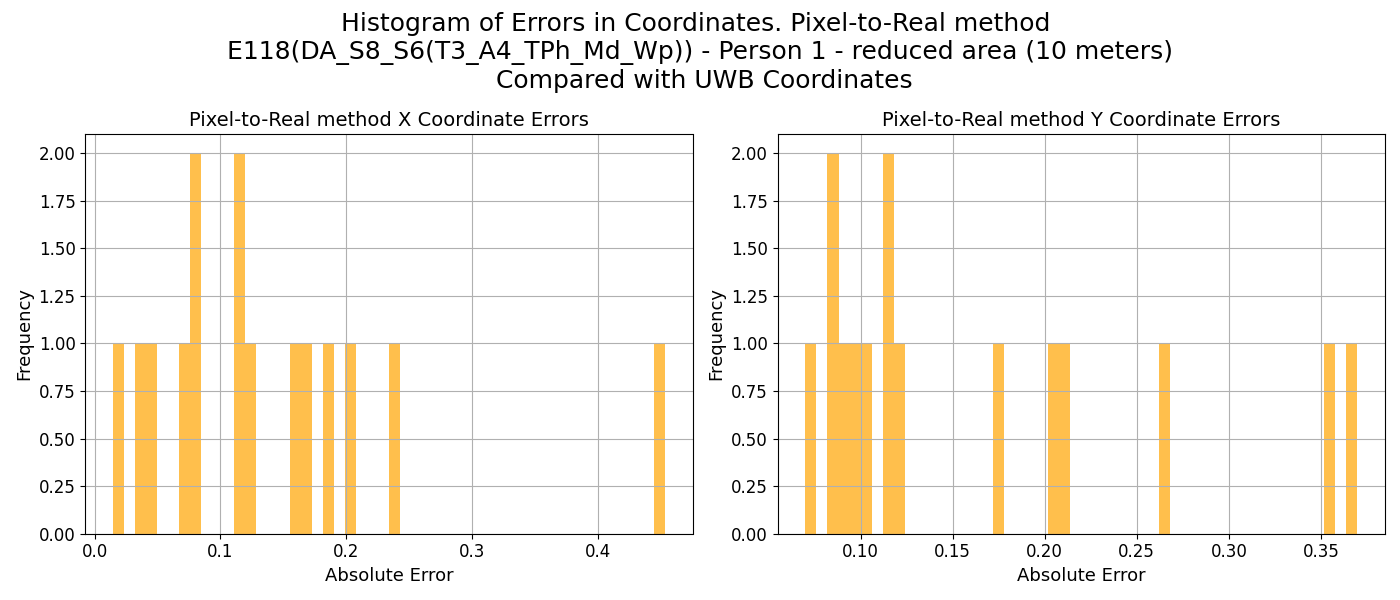 Histogram of Errors in Coordinates. Pixel-to-Real method
E118(DA_S8_S6(T3_A4_TPh_Md_Wp)) - Person 1 - reduced area (10 meters)
Compared with UWB Coordinates
Pixel-to-Real method X Coordinate Errors
Frequency
2.00
1.75
1.50
1.25
1.00
0.75
0.50
0.25
0.00
0.0 0.1 0.2 0.3 0.4
Absolute Error
Pixel-to-Real method Y Coordinate Errors
Frequency
2.00
1.75
1.50
1.25
1.00
0.75
0.50
0.25
0.00
0.10 0.15 0.20 0.25 0.30 0.35
Absolute Error